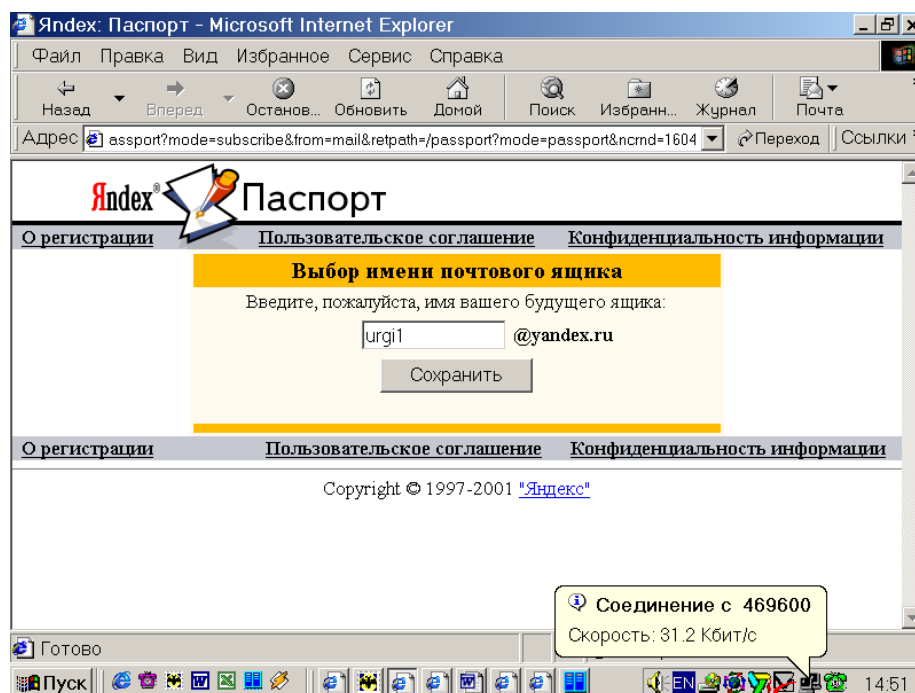 Яndex: Паспорт - Microsoft Internet Explorer
Файл Правка Вид Избранное Сервис Справка
Назад Вперед Останов... Обновить Домой Поиск Избранн... Журнал Почта
Адрес assport?mode=subscribe&from=mail&retpath=/passport?mode=passport&ncrnd=1604 Переход Ссылки
Яndex® Паспорт
О регистрации Пользовательское соглашение Конфиденциальность информации
Выбор имени почтового ящика
Введите, пожалуйста, имя вашего будущего ящика:
urgi1 @yandex.ru
Сохранить
О регистрации Пользовательское соглашение Конфиденциальность информации
Copyright © 1997-2001 "Яндекс"
Соединение с 469600
Скорость: 31.2 Кбит/с
Готово
Пуск EN 14:51